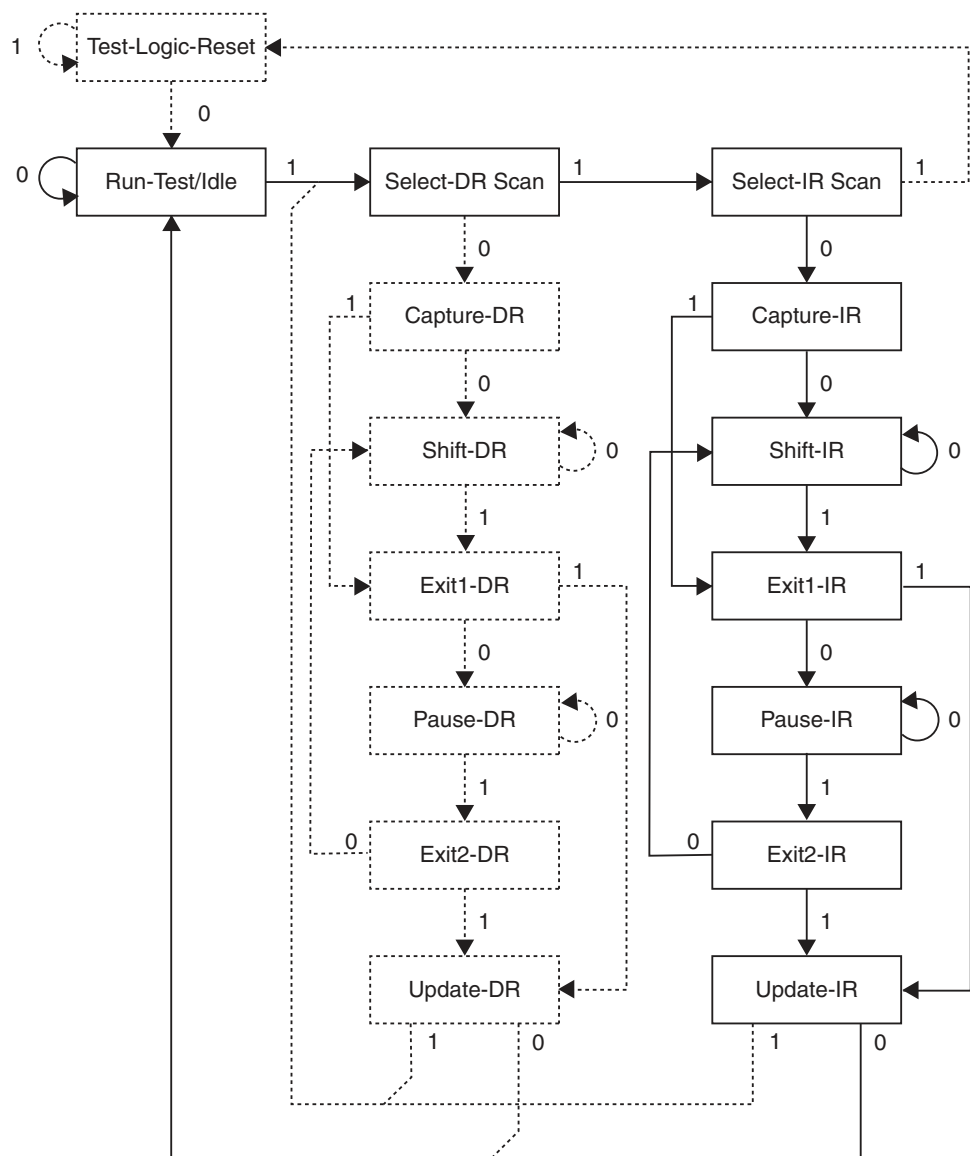 1
Test-Logic-Reset
0
0
Run-Test/Idle
1
Select-DR Scan
1
Select-IR Scan
1
0
0
1
Capture-DR
1
Capture-IR
0
0
Shift-DR
0
Shift-IR
0
1
1
Exit1-DR
1
Exit1-IR
1
0
0
Pause-DR
0
Pause-IR
0
1
1
0
Exit2-DR
0
Exit2-IR
1
1
Update-DR
Update-IR
1
0
1
0